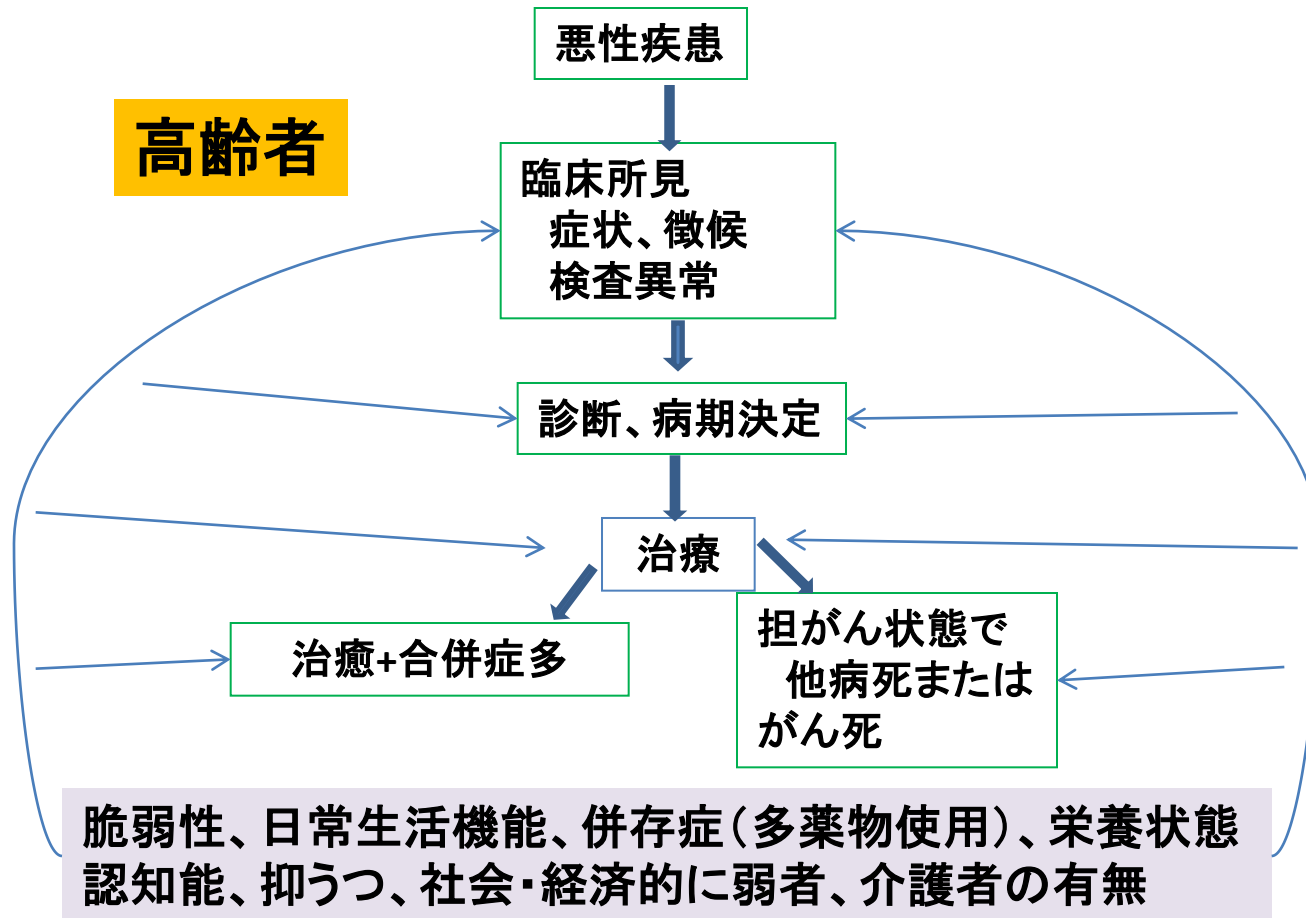 悪性疾患
高齢者
臨床所見
症状、徴候
検査異常
診断、病期決定
治療
治癒+合併症多
担がん状態で
他病死または
がん死
脆弱性、日常生活機能、併存症（多薬物使用）、栄養状態
認知能、抑うつ、社会・経済的に弱者、介護者の有無